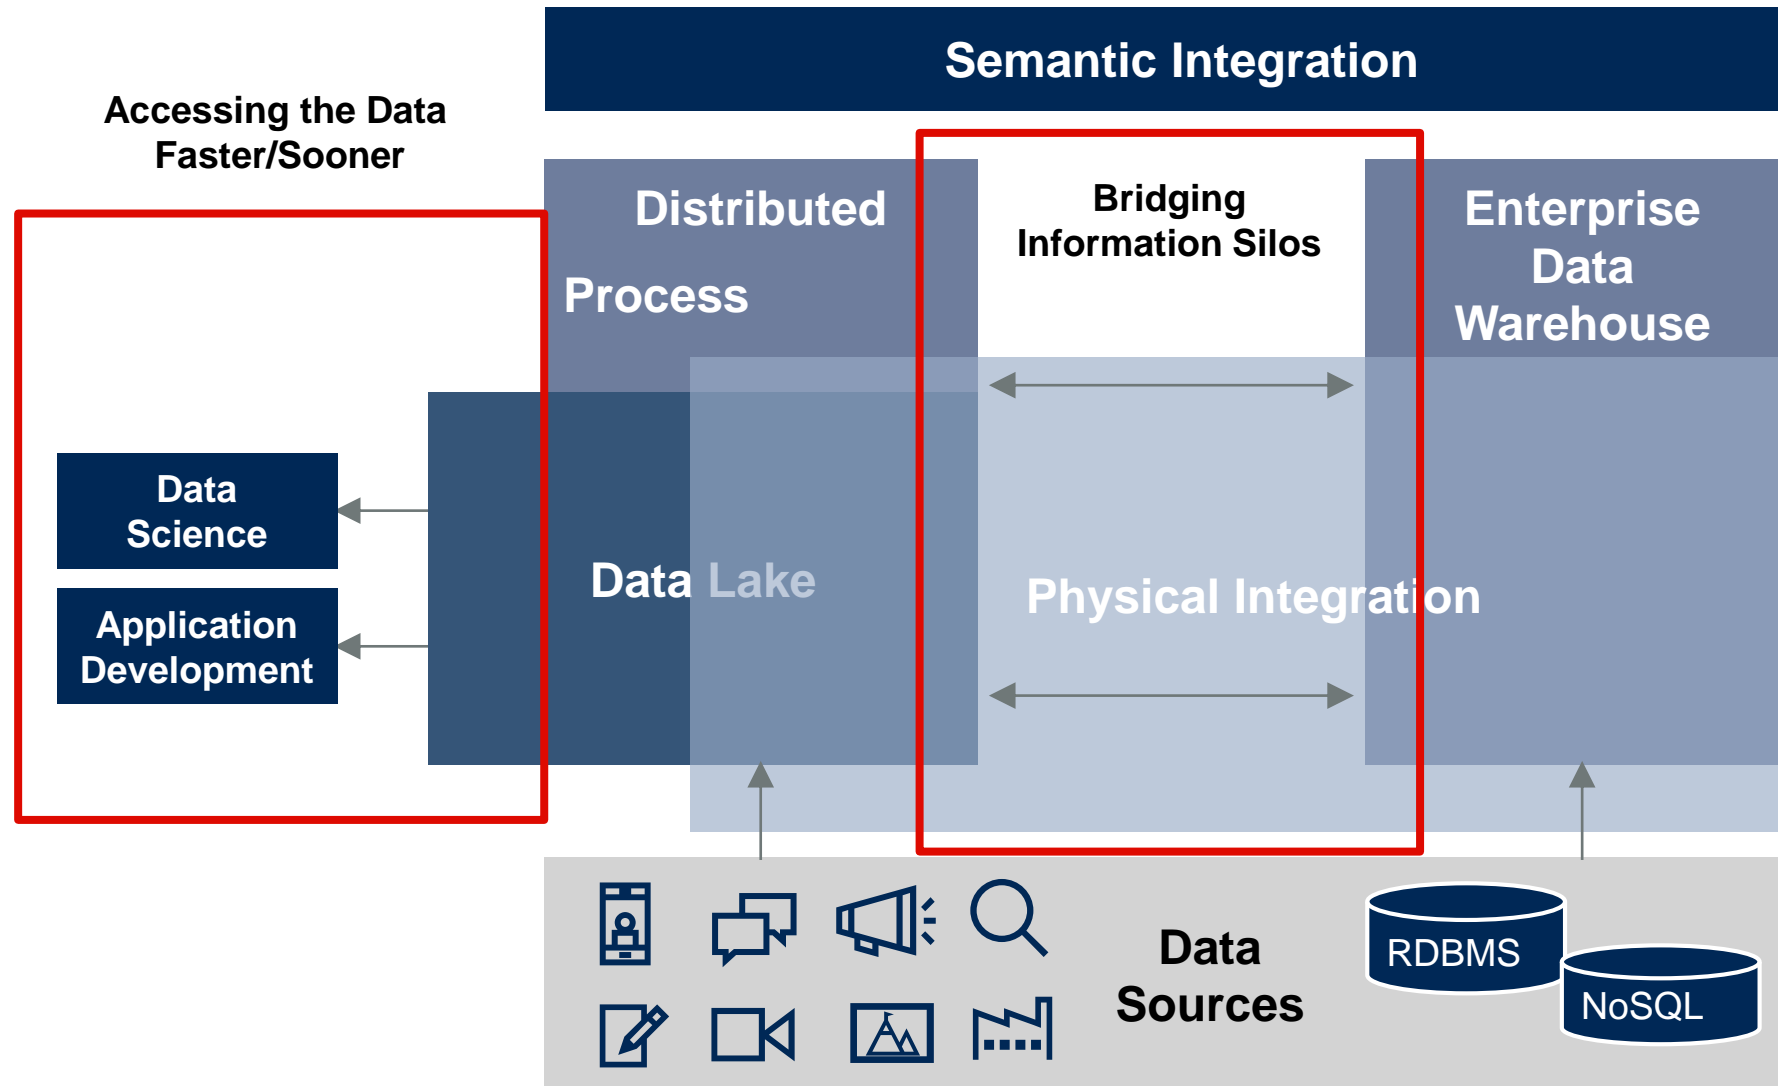 Semantic Integration
Accessing the Data
Faster/Sooner
Distributed
Process
Bridging
Information Silos
Enterprise
Data
Warehouse
Data
Science
Application
Development
Data Lake
Physical Integration
Data
Sources
RDBMS
NoSQL